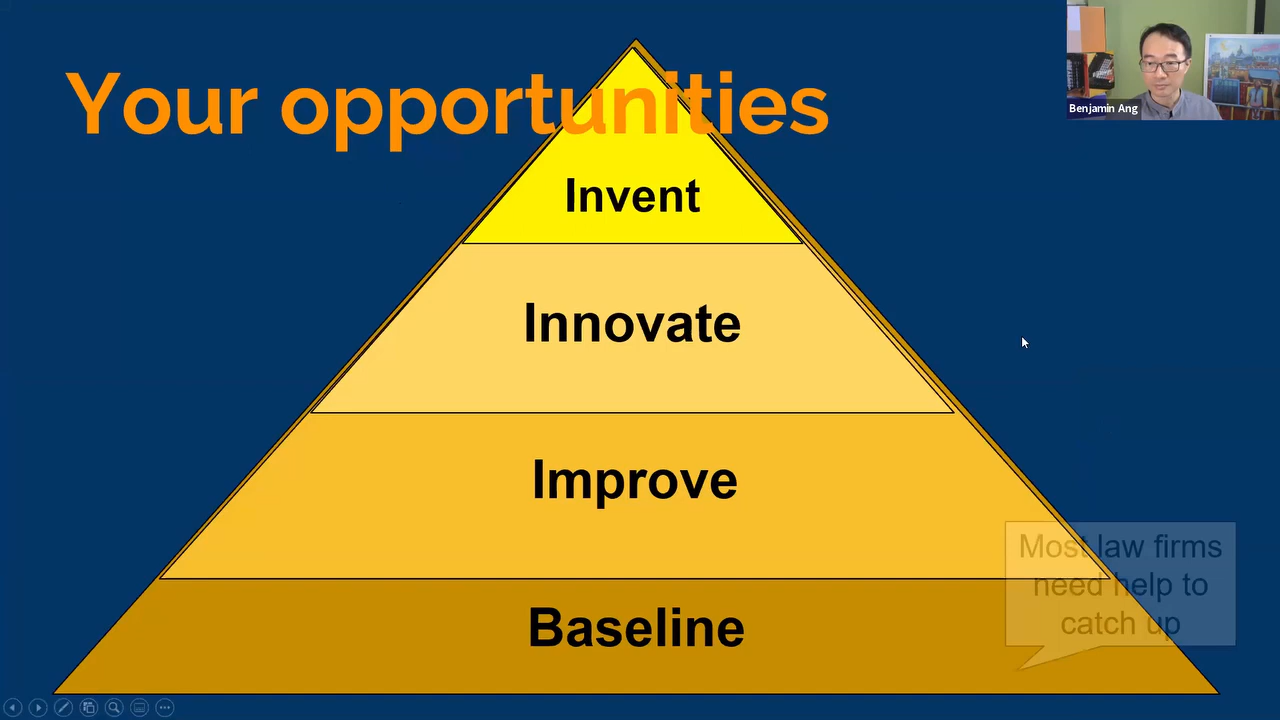 Your opportunities
Benjamin Ang
Invent
Innovate
Improve
Most law firms
need help to
catch up
Baseline